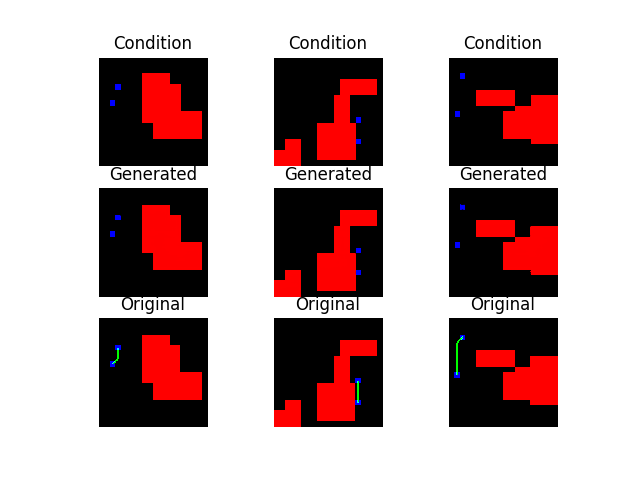 Condition Condition Condition
Generated Generated Generated
Original Original Original